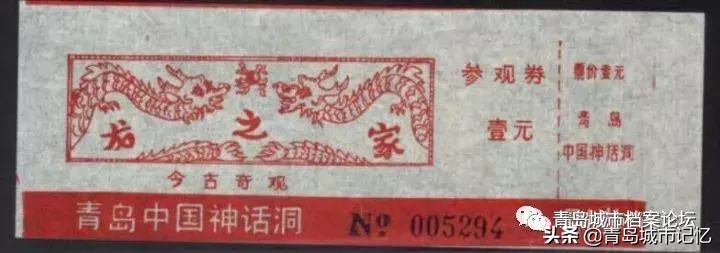 龙之家
今古奇观
参观券
壹元
票价壹元
青岛
中国神话洞
青岛中国神话洞 Nº 005294
青岛城市档案论坛
头条@青岛城市记忆